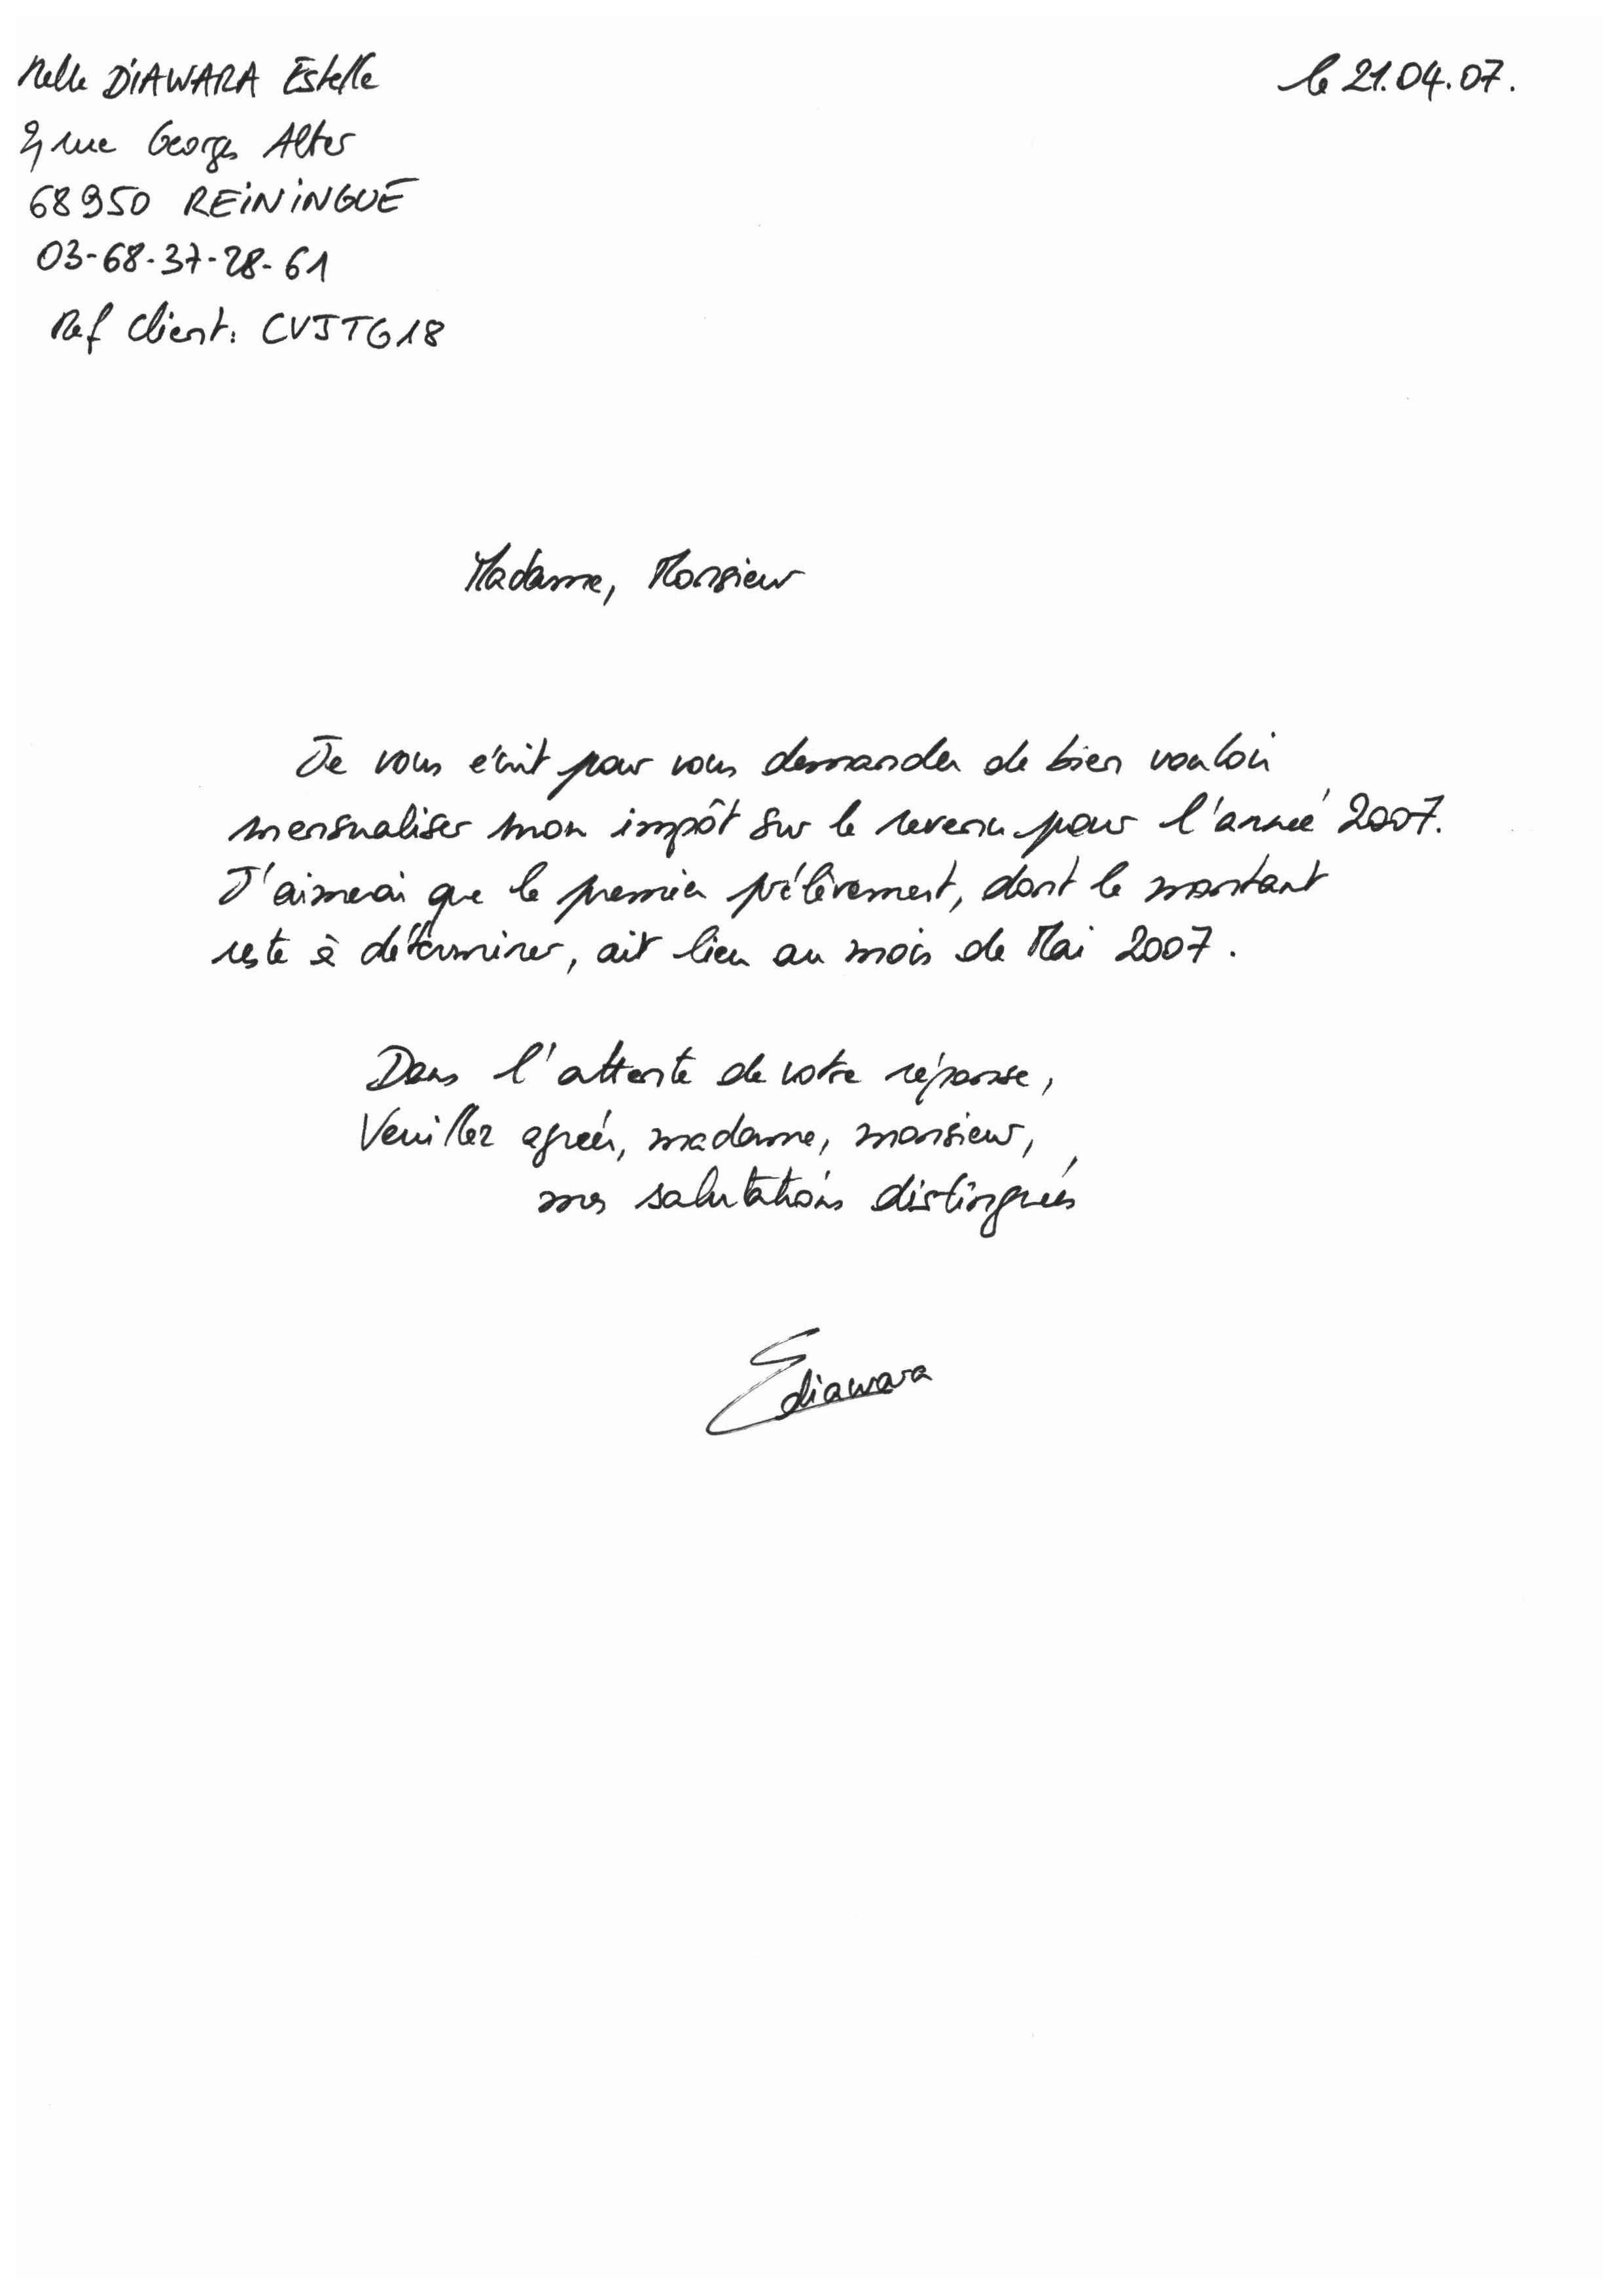 Melle DIAWARA Estelle
le 21.04.07.
2, rue Georges Alter
68950 REININGUE
03-68-37-28-61
Ref Client: CVJTG18
Madame, Monsieur
Je vous écrit pour vous demander de bien vouloir
mensualiser mon impôt sur le revenu pour l'année 2007.
J'aimerai que le premier prélèvement, dont le montant
reste à déterminer, ait lieu au mois de Mai 2007.
Dans l'attente de votre réponse,
Veuillez agréer, madame, monsieur,
mes salutations distinguées
Ediawara